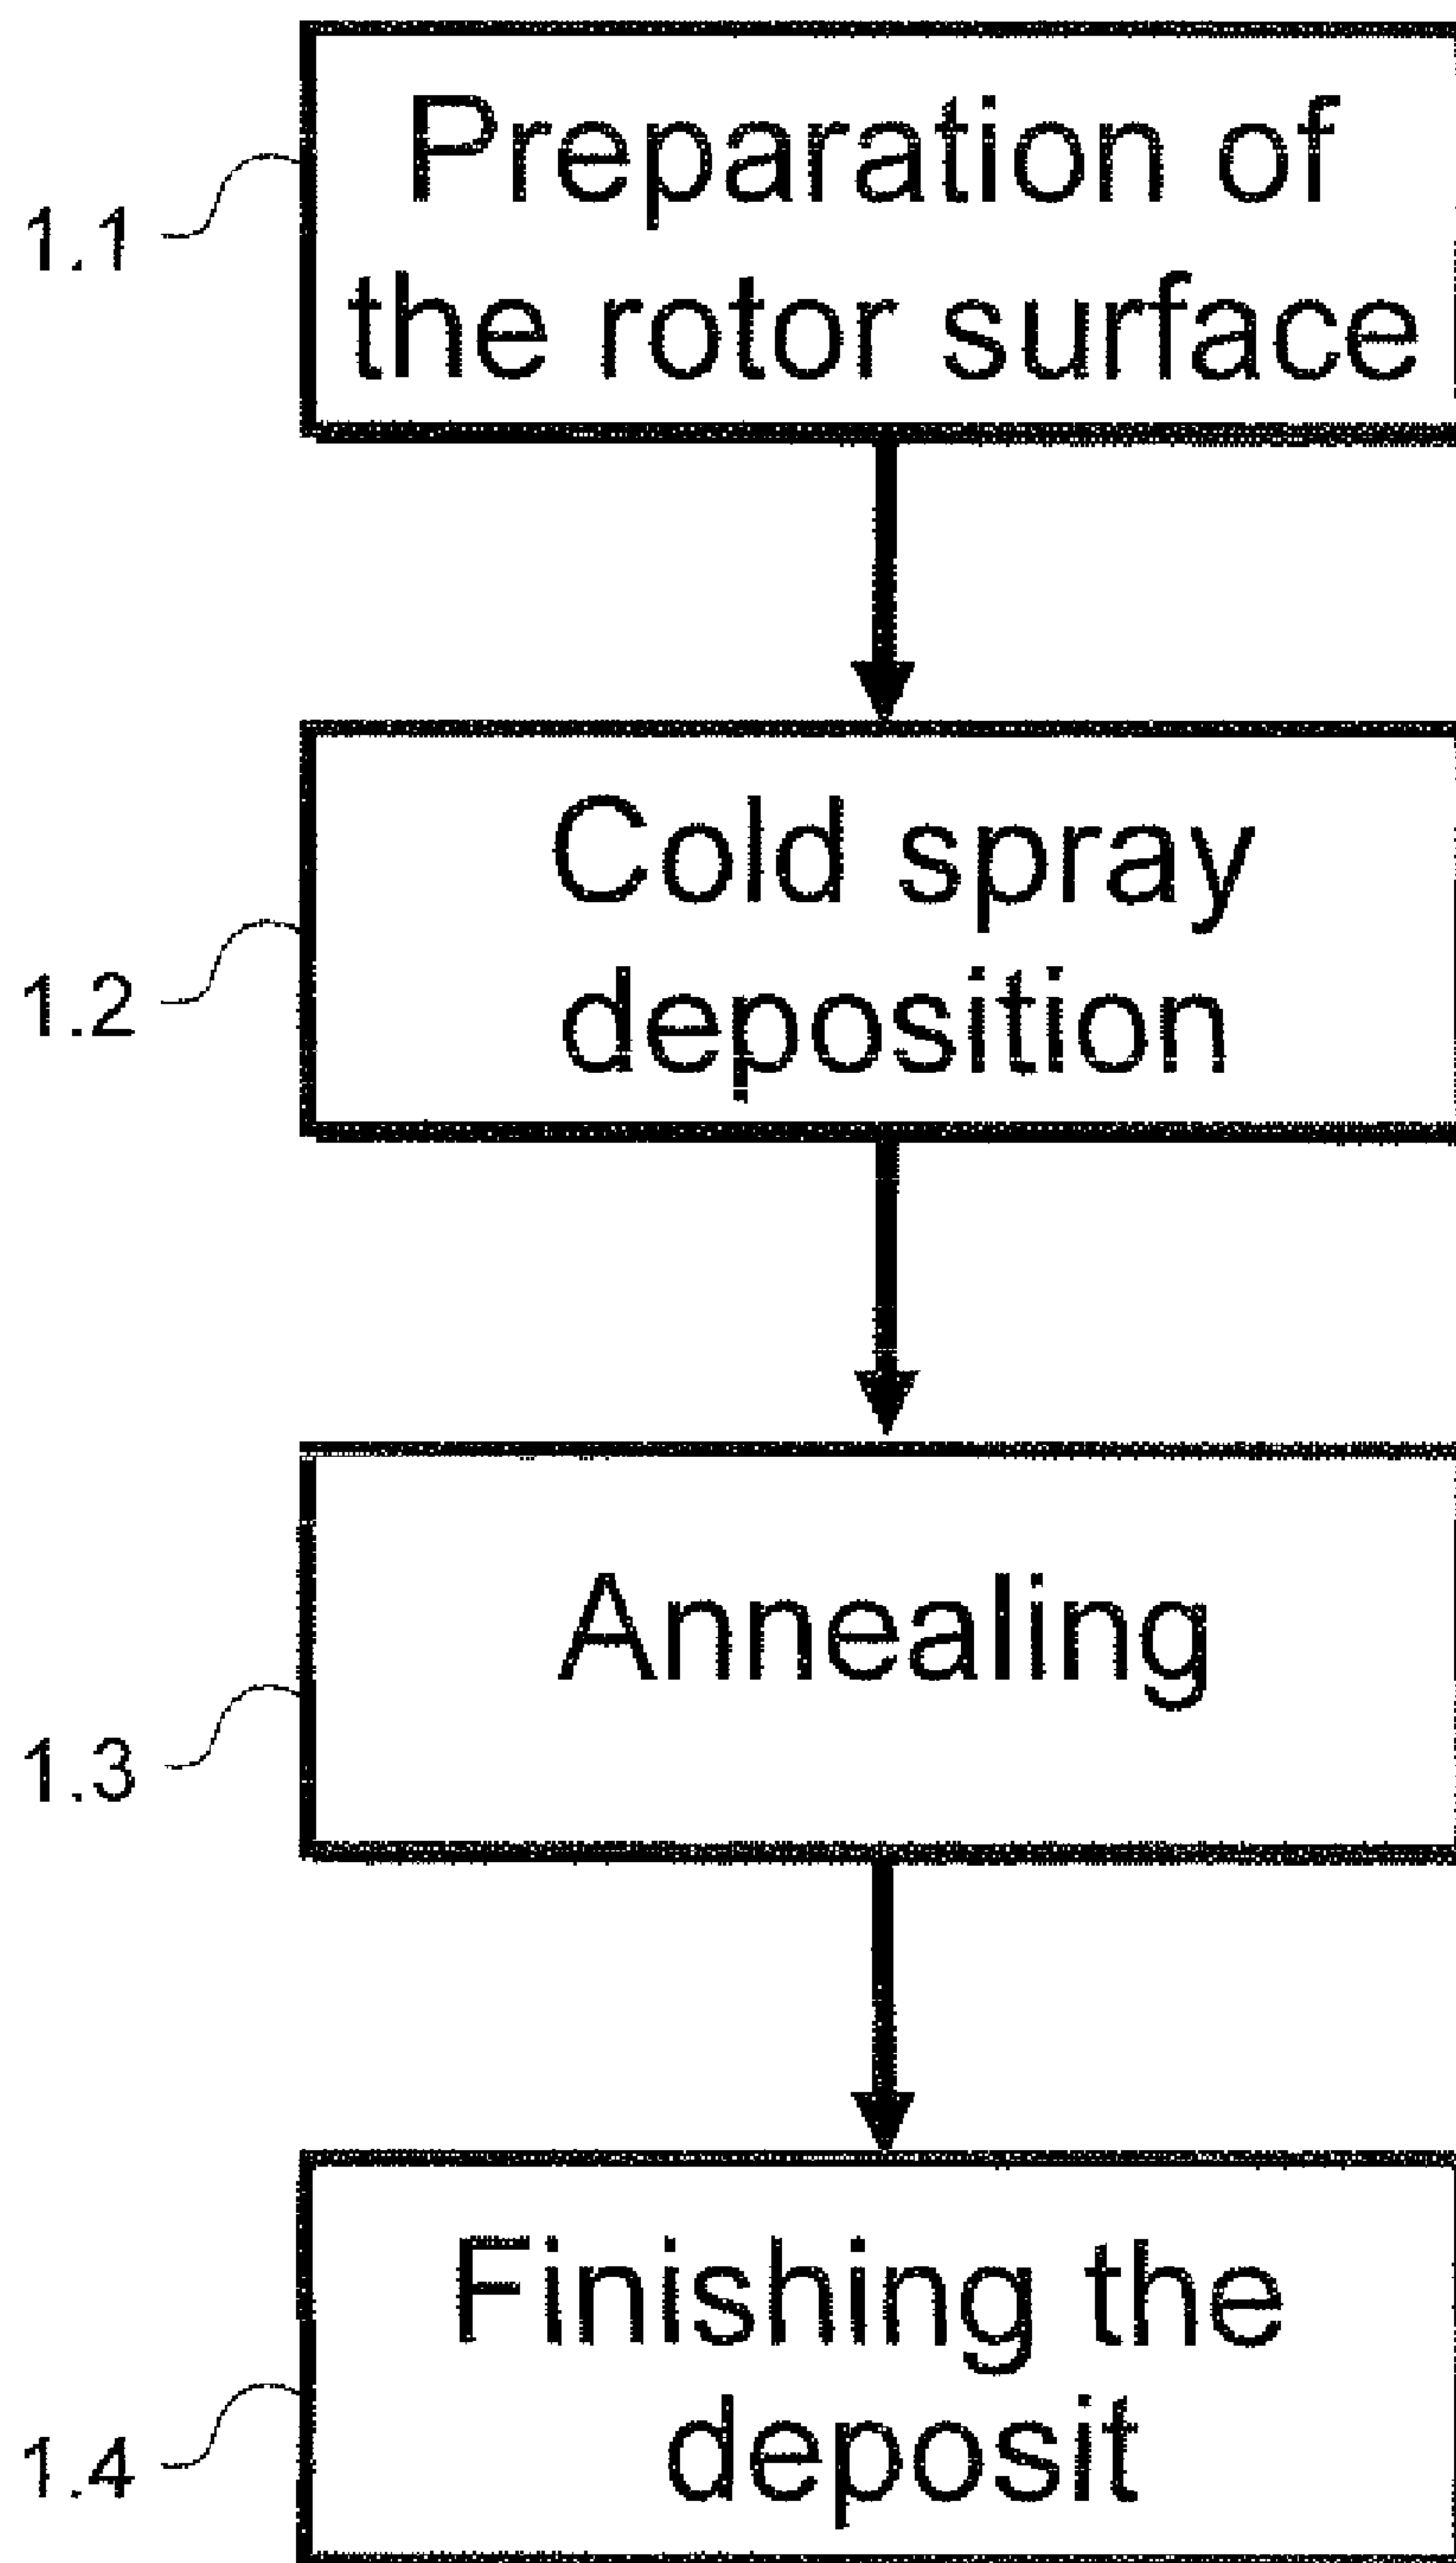 1.1
Preparation of
the rotor surface
1.2
Cold spray
deposition
1.3
Annealing
1.4
Finishing the
deposit